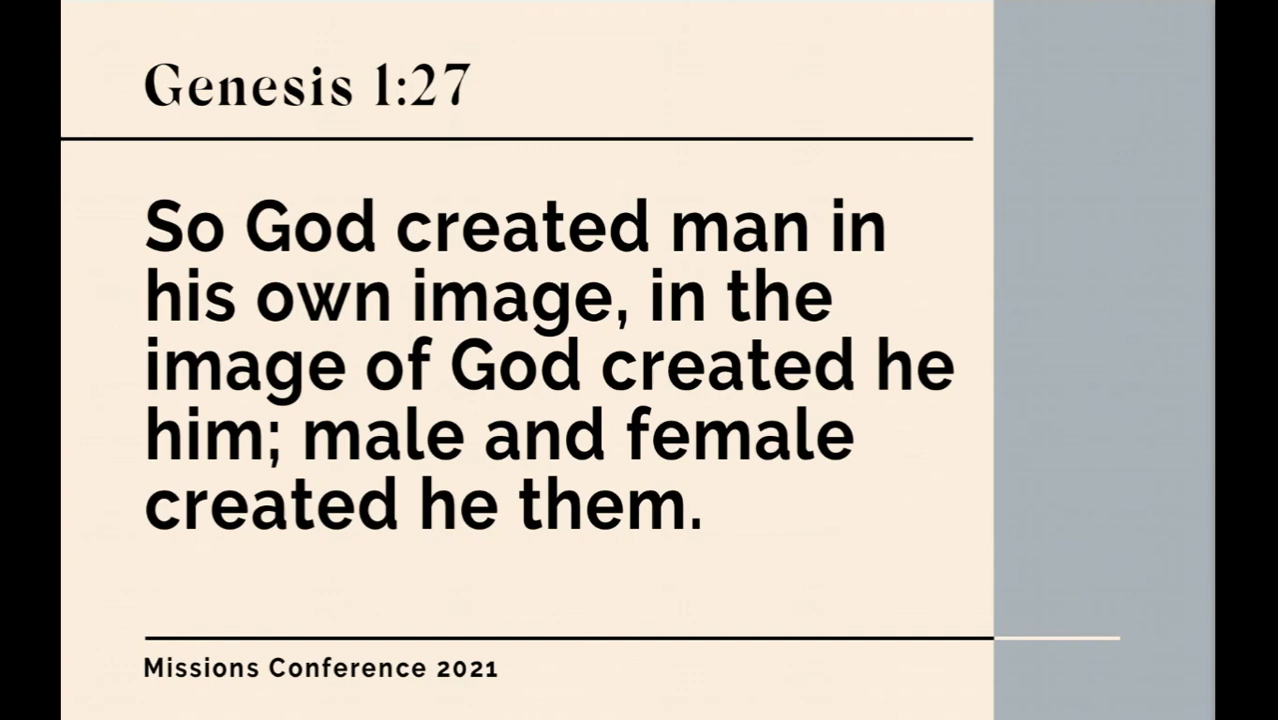 Genesis 1:27
So God created man in
his own image, in the
image of God created he
him; male and female
created he them.
Missions Conference 2021